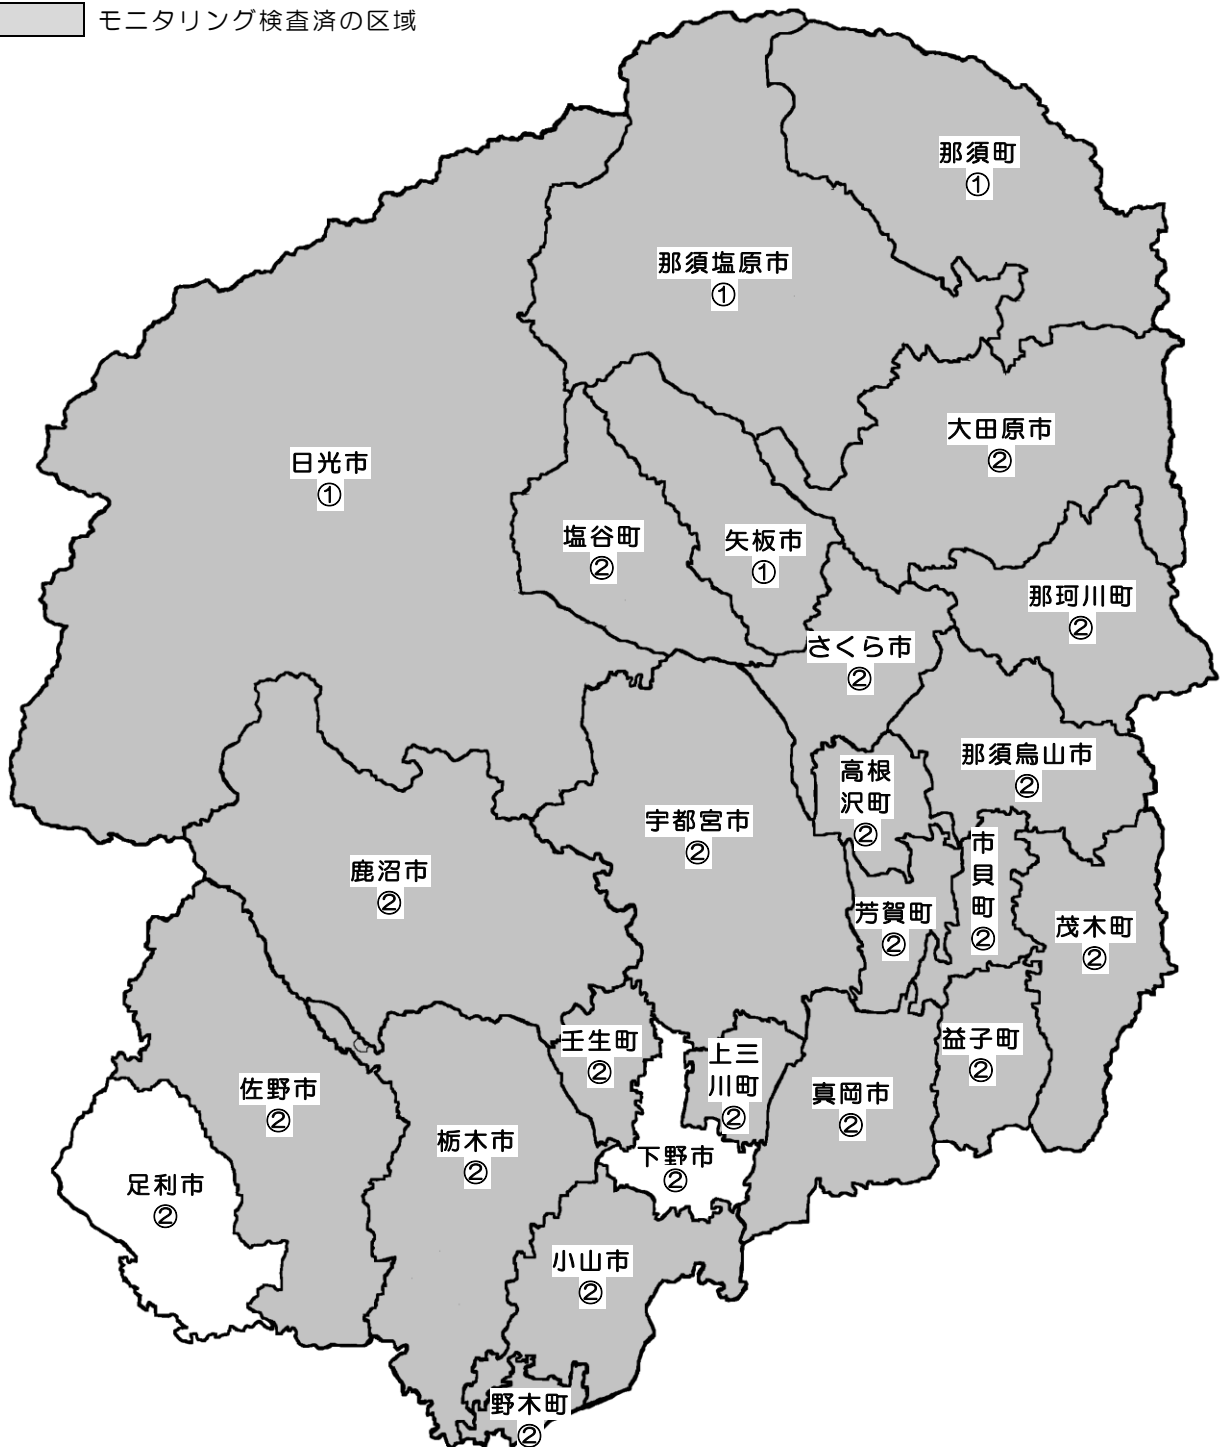 モニタリング検査済の区域
那須町
①
那須塩原市
①
大田原市
②
日光市
①
塩谷町
②
矢板市
①
那珂川町
②
さくら市
②
那須烏山市
②
高根
沢町
②
宇都宮市
②
市
貝
町
②
鹿沼市
②
芳賀町
②
茂木町
②
壬生町
②
上三
川町
②
益子町
②
佐野市
②
真岡市
②
栃木市
②
下野市
②
足利市
②
小山市
②
野木町
②